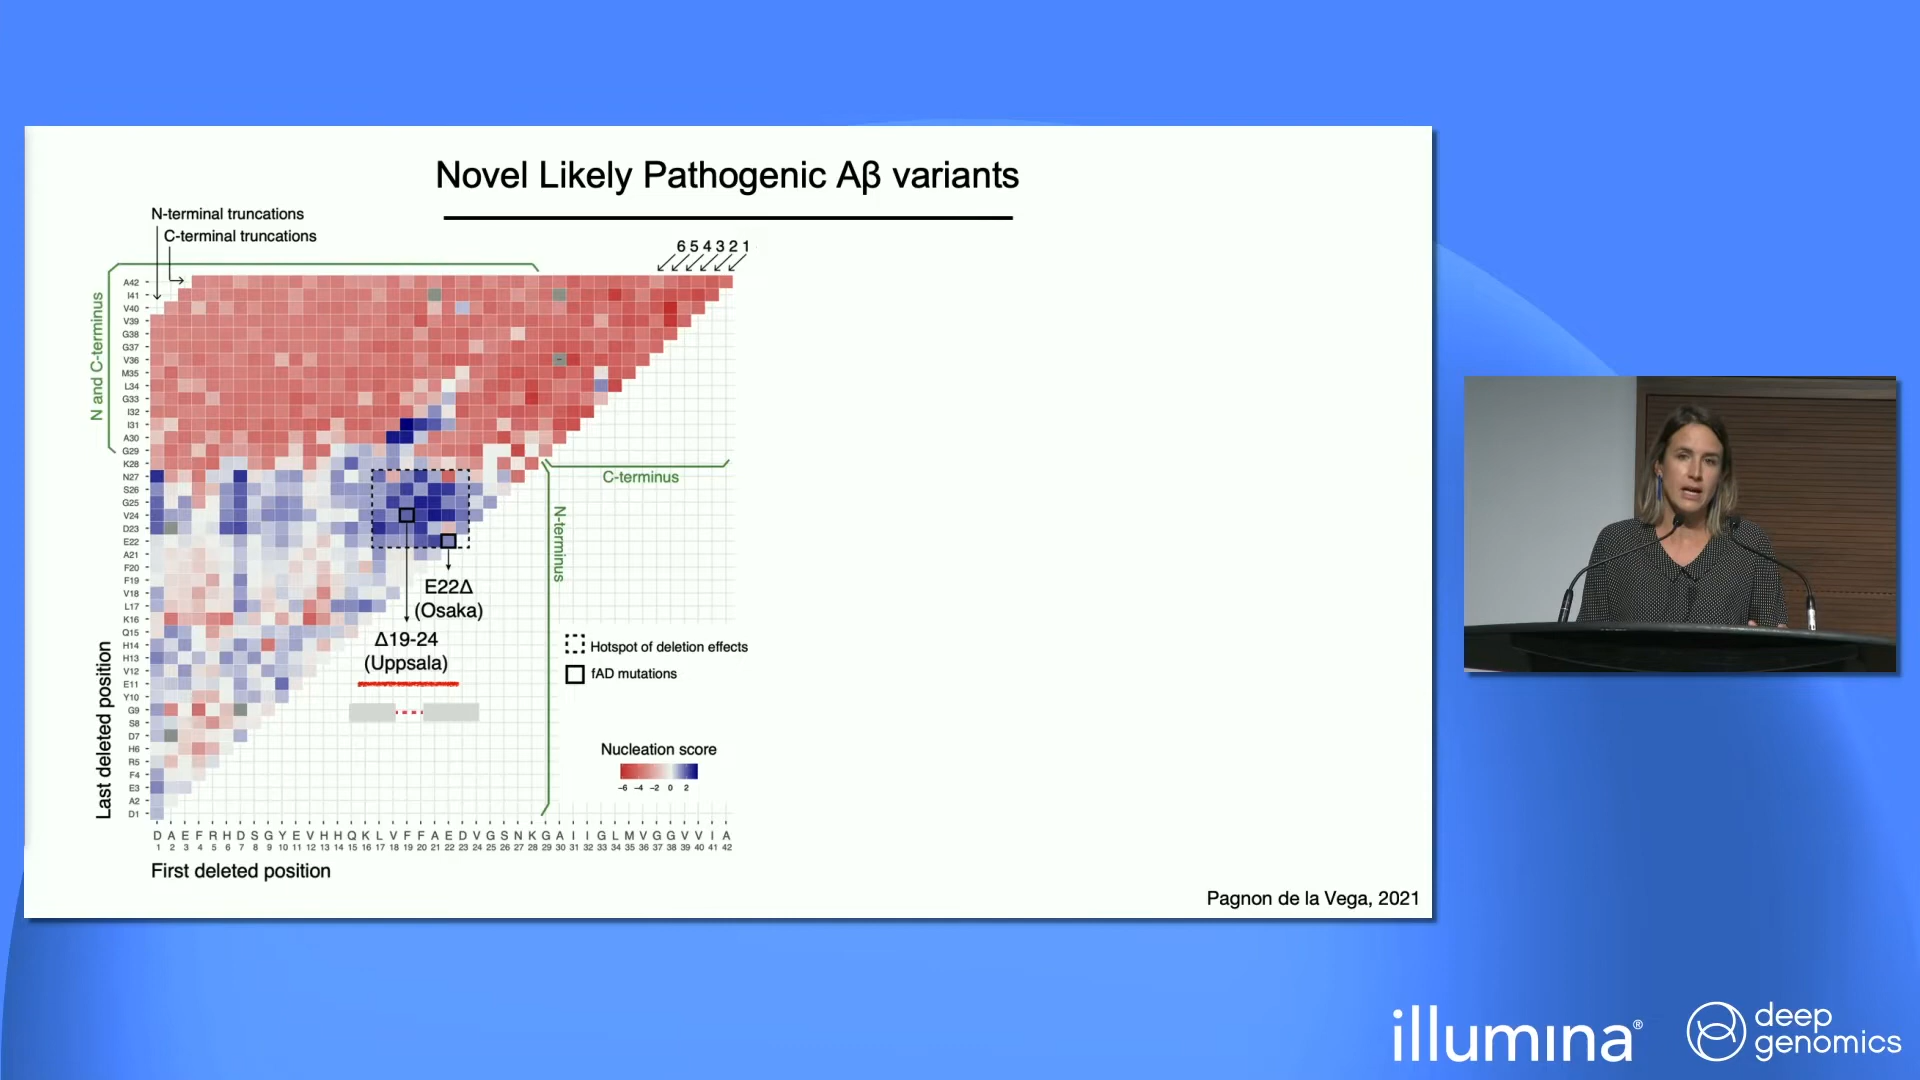 Novel Likely Pathogenic Aβ variants
N-terminal truncations
C-terminal truncations
6 5 4 3 2 1
N and C-terminus
A42
I41
V40
V39
G38
G37
V36
M35
L34
G33
I32
I31
A30
G29
K28
N27
S26
G25
V24
D23
E22
A21
F20
F19
V18
L17
K16
Q15
H14
H13
V12
E11
Y10
G9
S8
D7
H6
R5
F4
E3
A2
D1
Last deleted position
C-terminus
N-terminus
E22Δ
(Osaka)
Δ19-24
(Uppsala)
Hotspot of deletion effects
fAD mutations
Nucleation score
-6 -4 -2 0 2
D A E F R H D S G Y E V H H Q K L V F F A E D V G S N K G A I I G L M V G G V V I A
1 2 3 4 5 6 7 8 9 10 11 12 13 14 15 16 17 18 19 20 21 22 23 24 25 26 27 28 29 30 31 32 33 34 35 36 37 38 39 40 41 42
First deleted position
Pagnon de la Vega, 2021
illumina®
deep
genomics